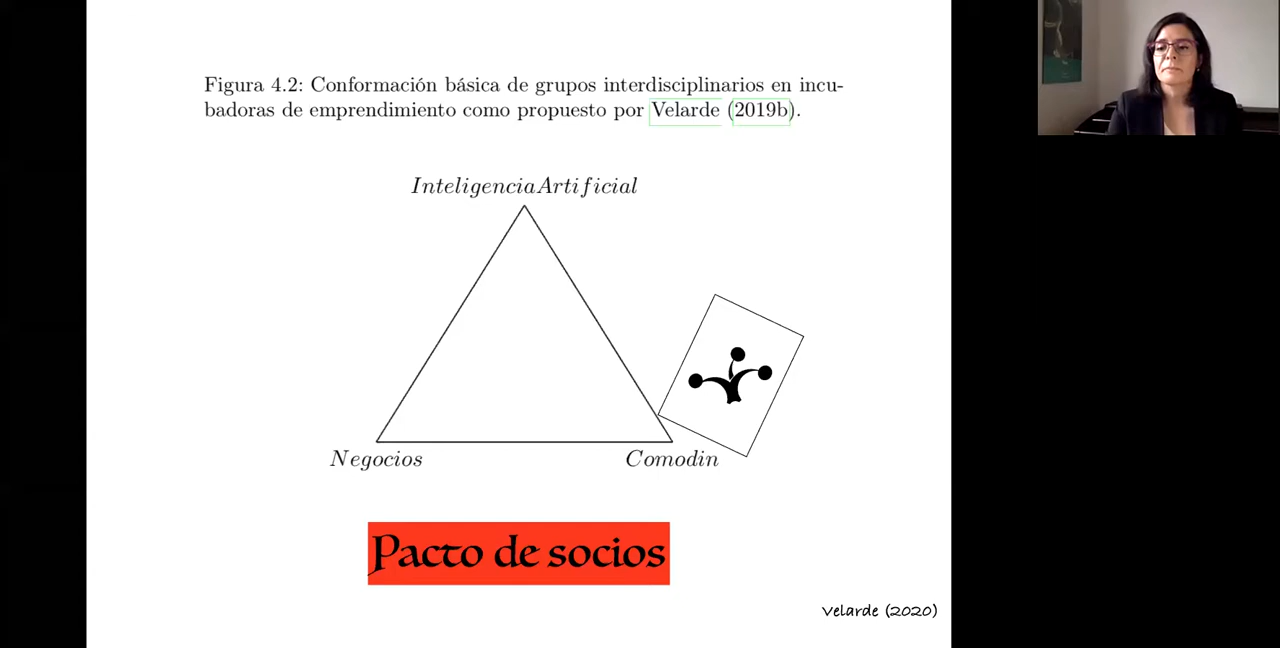 Figura 4.2: Conformación básica de grupos interdisciplinarios en incu-
badoras de emprendimiento como propuesto por Velarde (2019b).
InteligenciaArtificial
Negocios
Comodin
Pacto de socios
Velarde (2020)